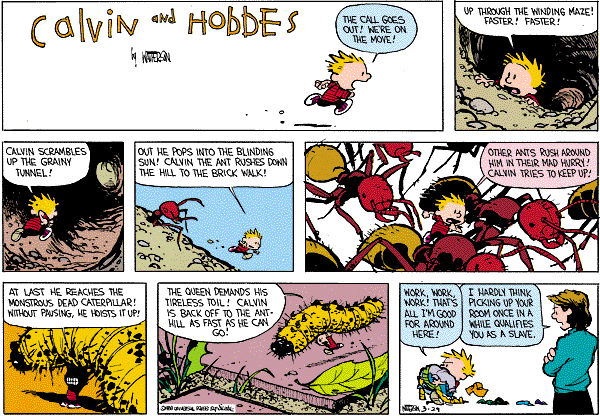 CALVIN and HOBBES
by WATTERSON
THE CALL GOES
OUT! WE'RE ON
THE MOVE!
UP THROUGH THE WINDING MAZE!
FASTER! FASTER!
CALVIN SCRAMBLES
UP THE GRAINY
TUNNEL!
OUT HE POPS INTO THE BLINDING
SUN! CALVIN THE ANT RUSHES DOWN
THE HILL TO THE BRICK WALK!
OTHER ANTS RUSH AROUND
HIM IN THEIR MAD HURRY!
CALVIN TRIES TO KEEP UP!
AT LAST HE REACHES THE
MONSTROUS DEAD CATERPILLAR!
WITHOUT PAUSING, HE HOISTS IT UP!
THE QUEEN DEMANDS HIS
TIRELESS TOIL! CALVIN
IS BACK OFF TO THE ANT-
HILL AS FAST AS HE CAN
GO!
WORK, WORK,
WORK! THAT'S
ALL I'M GOOD
FOR AROUND
HERE!
I HARDLY THINK
PICKING UP YOUR
ROOM ONCE IN A
WHILE QUALIFIES
YOU AS A SLAVE.
WATTERSON 3-29